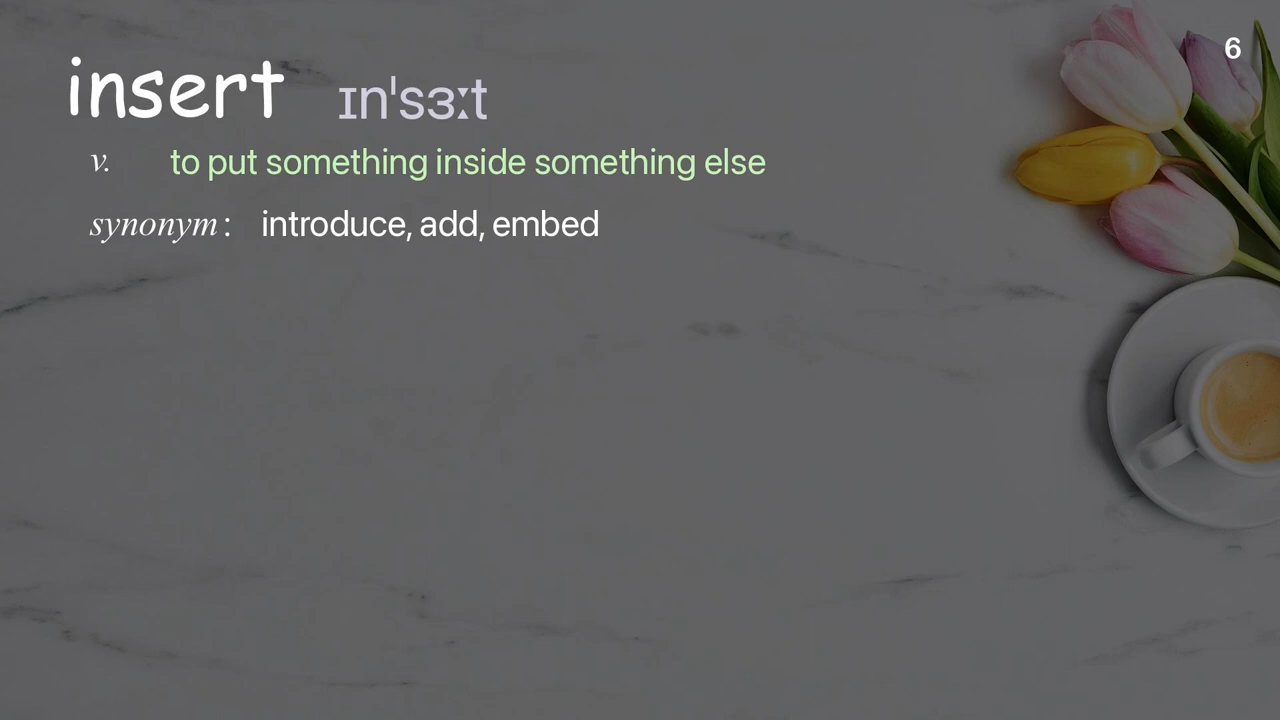 6
insert ɪnˈsɜːt
v. to put something inside something else
synonym: introduce, add, embed